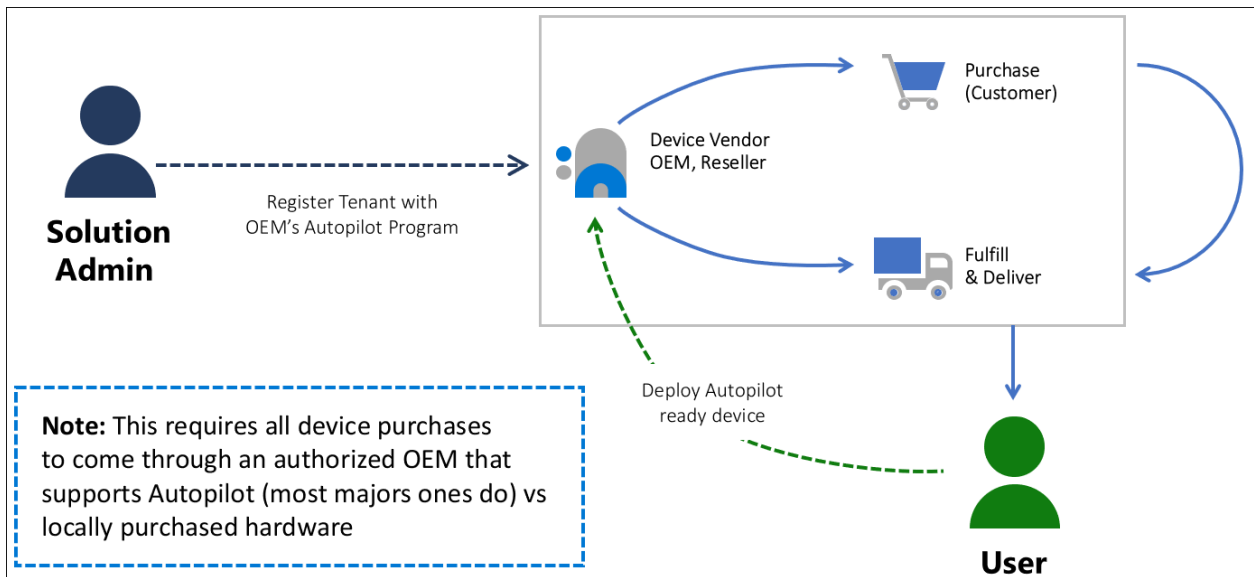 Purchase
(Customer)
Device Vendor
OEM, Reseller
Register Tenant with
OEM’s Autopilot Program
Solution
Admin
Fulfill
& Deliver
Deploy Autopilot
ready device
Note: This requires all device purchases
to come through an authorized OEM that
supports Autopilot (most majors ones do) vs
locally purchased hardware
User